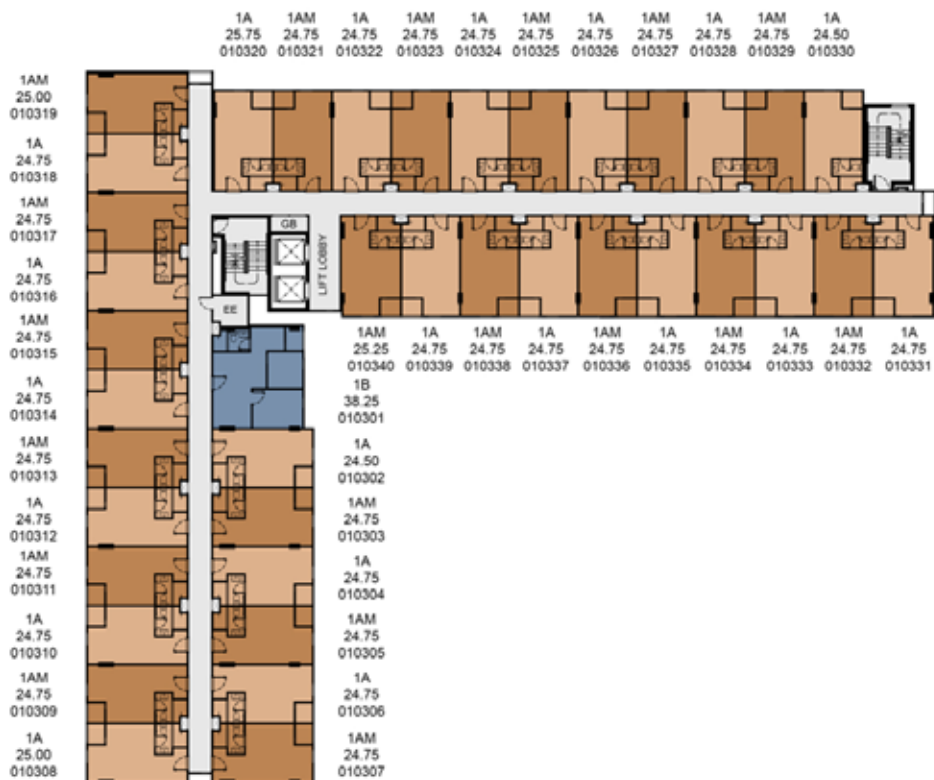 1A
25.75
010320
1AM
24.75
010321
1A
24.75
010322
1AM
24.75
010323
1A
24.75
010324
1AM
24.75
010325
1A
24.75
010326
1AM
24.75
010327
1A
24.75
010328
1AM
24.75
010329
1A
24.50
010330
1AM
25.00
010319
1A
24.75
010318
1AM
24.75
010317
1A
24.75
010316
1AM
24.75
010315
1A
24.75
010314
1AM
24.75
010313
1A
24.75
010312
1AM
24.75
010311
1A
24.75
010310
1AM
24.75
010309
1A
25.00
010308
GB
LIFT LOBBY
EE
1AM
25.25
010340
1A
24.75
010339
1AM
24.75
010338
1A
24.75
010337
1AM
24.75
010336
1A
24.75
010335
1AM
24.75
010334
1A
24.75
010333
1AM
24.75
010332
1A
24.75
010331
1B
38.25
010301
1A
24.50
010302
1AM
24.75
010303
1A
24.75
010304
1AM
24.75
010305
1A
24.75
010306
1AM
24.75
010307